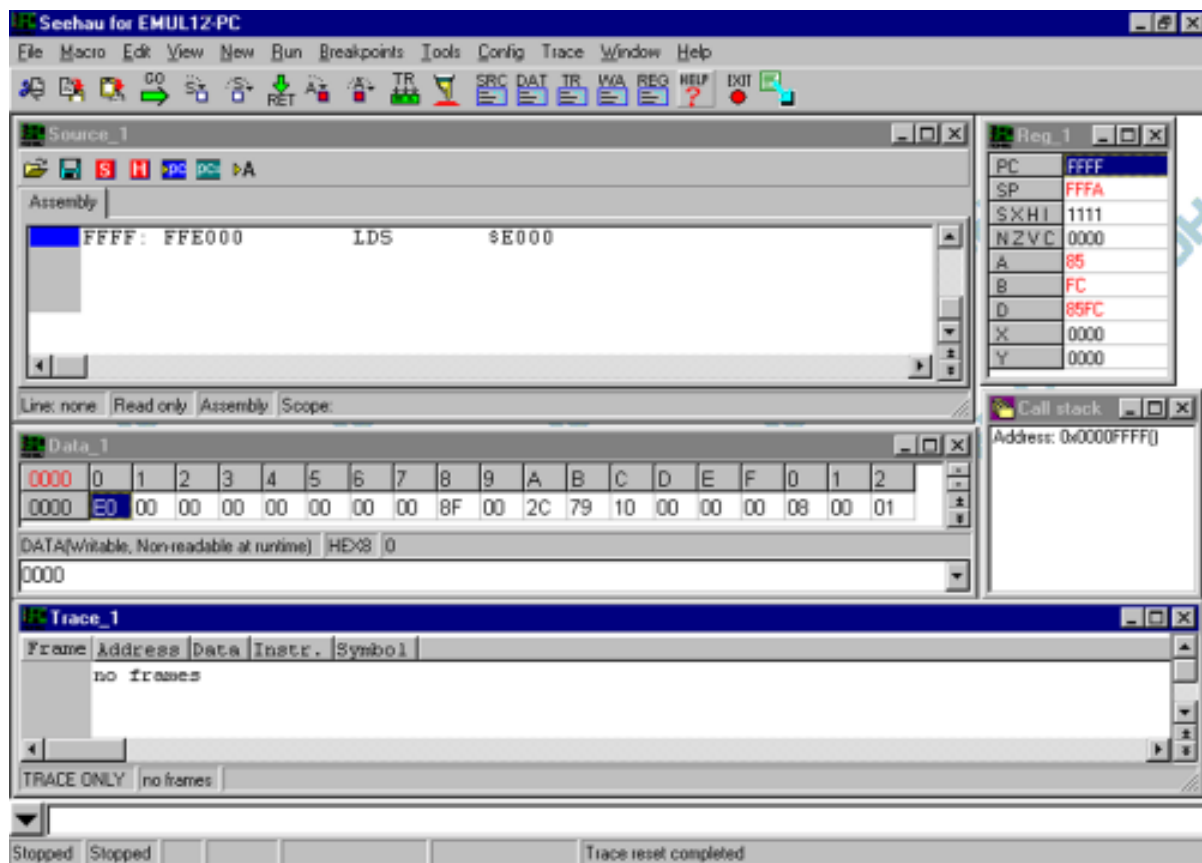 Seehau for EMUL12-PC
File Macro Edit View New Run Breakpoints Tools Config Trace Window Help
GO RET TR SRC DAT TR WA REG HELP ? EXIT
Source_1
S M PC PC A
Assembly
FFFF: FFE000 LDS $E000
Line: none Read only Assembly Scope:
Reg_1
PC FFFF
SP FFFA
SXHI 1111
NZVC 0000
A 85
B FC
D 85FC
X 0000
Y 0000
Call stack
Address: 0x0000FFFF()
Data_1
0000 0 1 2 3 4 5 6 7 8 9 A B C D E F 0 1 2
0000 E0 00 00 00 00 00 00 00 8F 00 2C 79 10 00 00 00 08 00 01
DATA(Writable, Non-readable at runtime) HEX8 0
0000
Trace_1
Frame Address Data Instr. Symbol
no frames
TRACE ONLY no frames
Stopped Stopped Trace reset completed